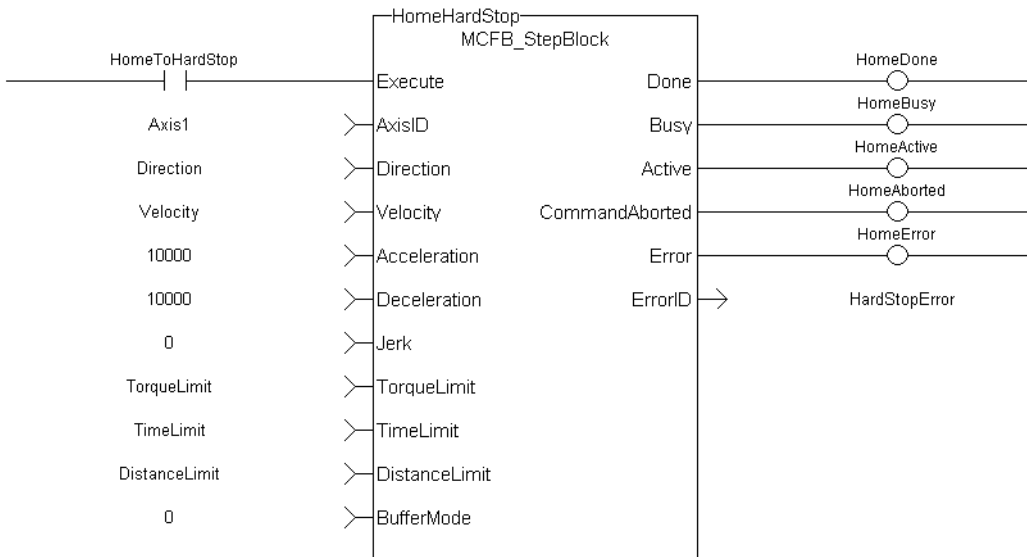 HomeHardStop
MCFB_StepBlock
HomeToHardStop Execute Done HomeDone
Axis1 AxisID Busy HomeBusy
Direction Direction Active HomeActive
Velocity Velocity CommandAborted HomeAborted
10000 Acceleration Error HomeError
10000 Deceleration ErrorID HardStopError
0 Jerk
TorqueLimit TorqueLimit
TimeLimit TimeLimit
DistanceLimit DistanceLimit
0 BufferMode